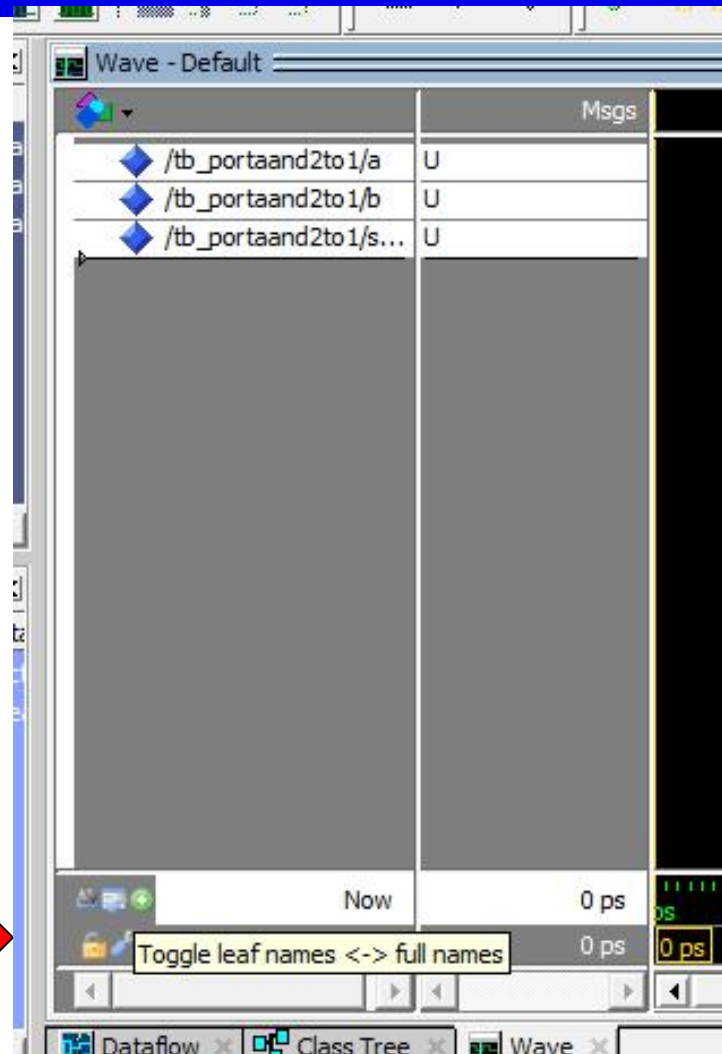 Wave - Default
Msgs
/tb_portaand2to1/a U
/tb_portaand2to1/b U
/tb_portaand2to1/s... U
Now 0 ps
ps
Toggle leaf names <-> full names 0 ps 0 ps
Dataflow Class Tree Wave